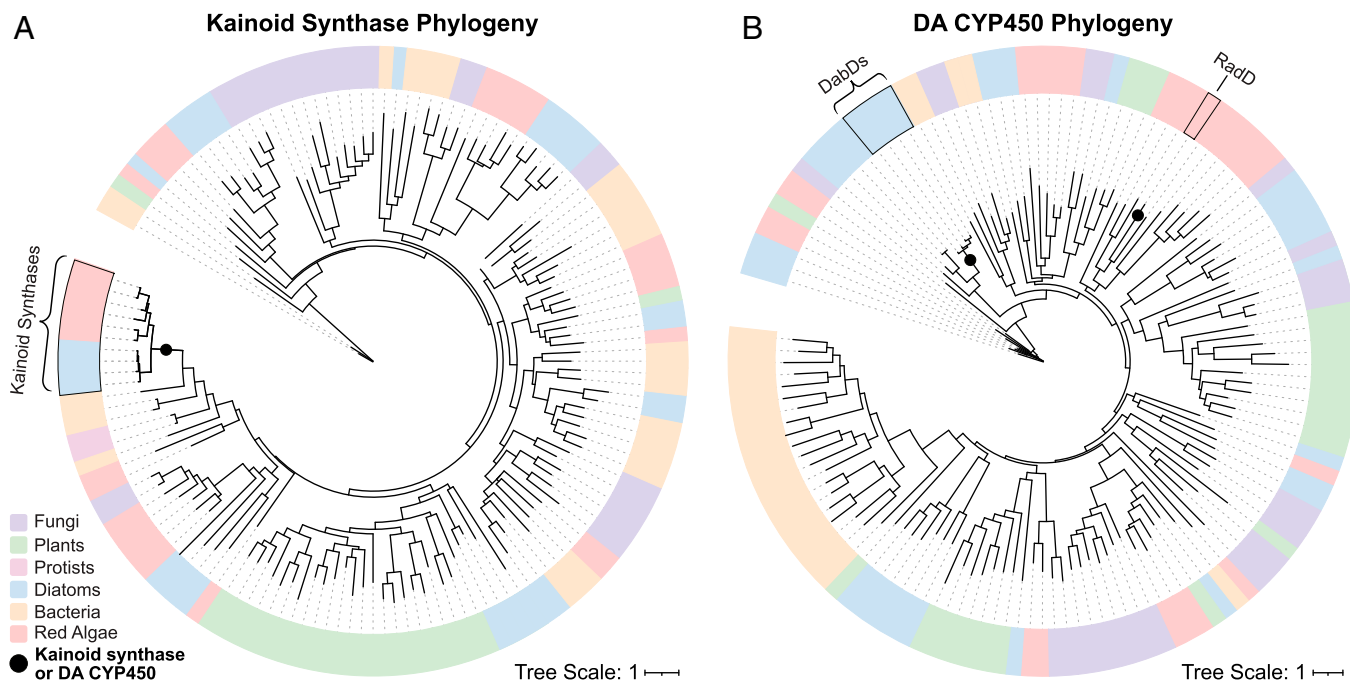 A
Kainoid Synthase Phylogeny
Kainoid Synthases
Fungi
Plants
Protists
Diatoms
Bacteria
Red Algae
Kainoid synthase
or DA CYP450
Tree Scale: 1
B
DA CYP450 Phylogeny
DabDs
RadD
Tree Scale: 1